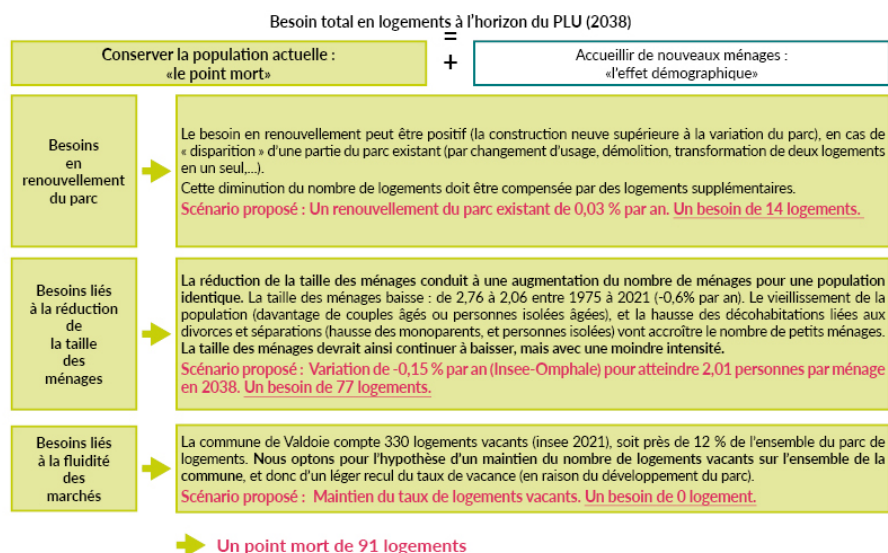 Besoin total en logements à l'horizon du PLU (2038)
=
Conserver la population actuelle :
«le point mort»
+
Accueillir de nouveaux ménages :
«l'effet démographique»
Besoins
en
renouvellement
du parc
Le besoin en renouvellement peut être positif (la construction neuve supérieure à la variation du parc), en cas de
« disparition » d'une partie du parc existant (par changement d'usage, démolition, transformation de deux logements
en un seul,...).
Cette diminution du nombre de logements doit être compensée par des logements supplémentaires.
Scénario proposé : Un renouvellement du parc existant de 0,03 % par an. Un besoin de 14 logements.
Besoins liés
à la réduction
de
la taille
des
ménages
La réduction de la taille des ménages conduit à une augmentation du nombre de ménages pour une population
identique. La taille des ménages baisse : de 2,76 à 2,06 entre 1975 à 2021 (-0,6% par an). Le vieillissement de la
population (davantage de couples âgés ou personnes isolées âgées), et la hausse des décohabitations liées aux
divorces et séparations (hausse des monoparents, et personnes isolées) vont accroître le nombre de petits ménages.
La taille des ménages devrait ainsi continuer à baisser, mais avec une moindre intensité.
Scénario proposé : Variation de -0,15 % par an (Insee-Omphale) pour atteindre 2,01 personnes par ménage
en 2038. Un besoin de 77 logements.
Besoins liés
à la fluidité
des
marchés
La commune de Valdoie compte 330 logements vacants (insee 2021), soit près de 12 % de l'ensemble du parc de
logements. Nous optons pour l'hypothèse d'un maintien du nombre de logements vacants sur l'ensemble de la
commune, et donc d'un léger recul du taux de vacance (en raison du développement du parc).
Scénario proposé : Maintien du taux de logements vacants. Un besoin de 0 logement.
Un point mort de 91 logements